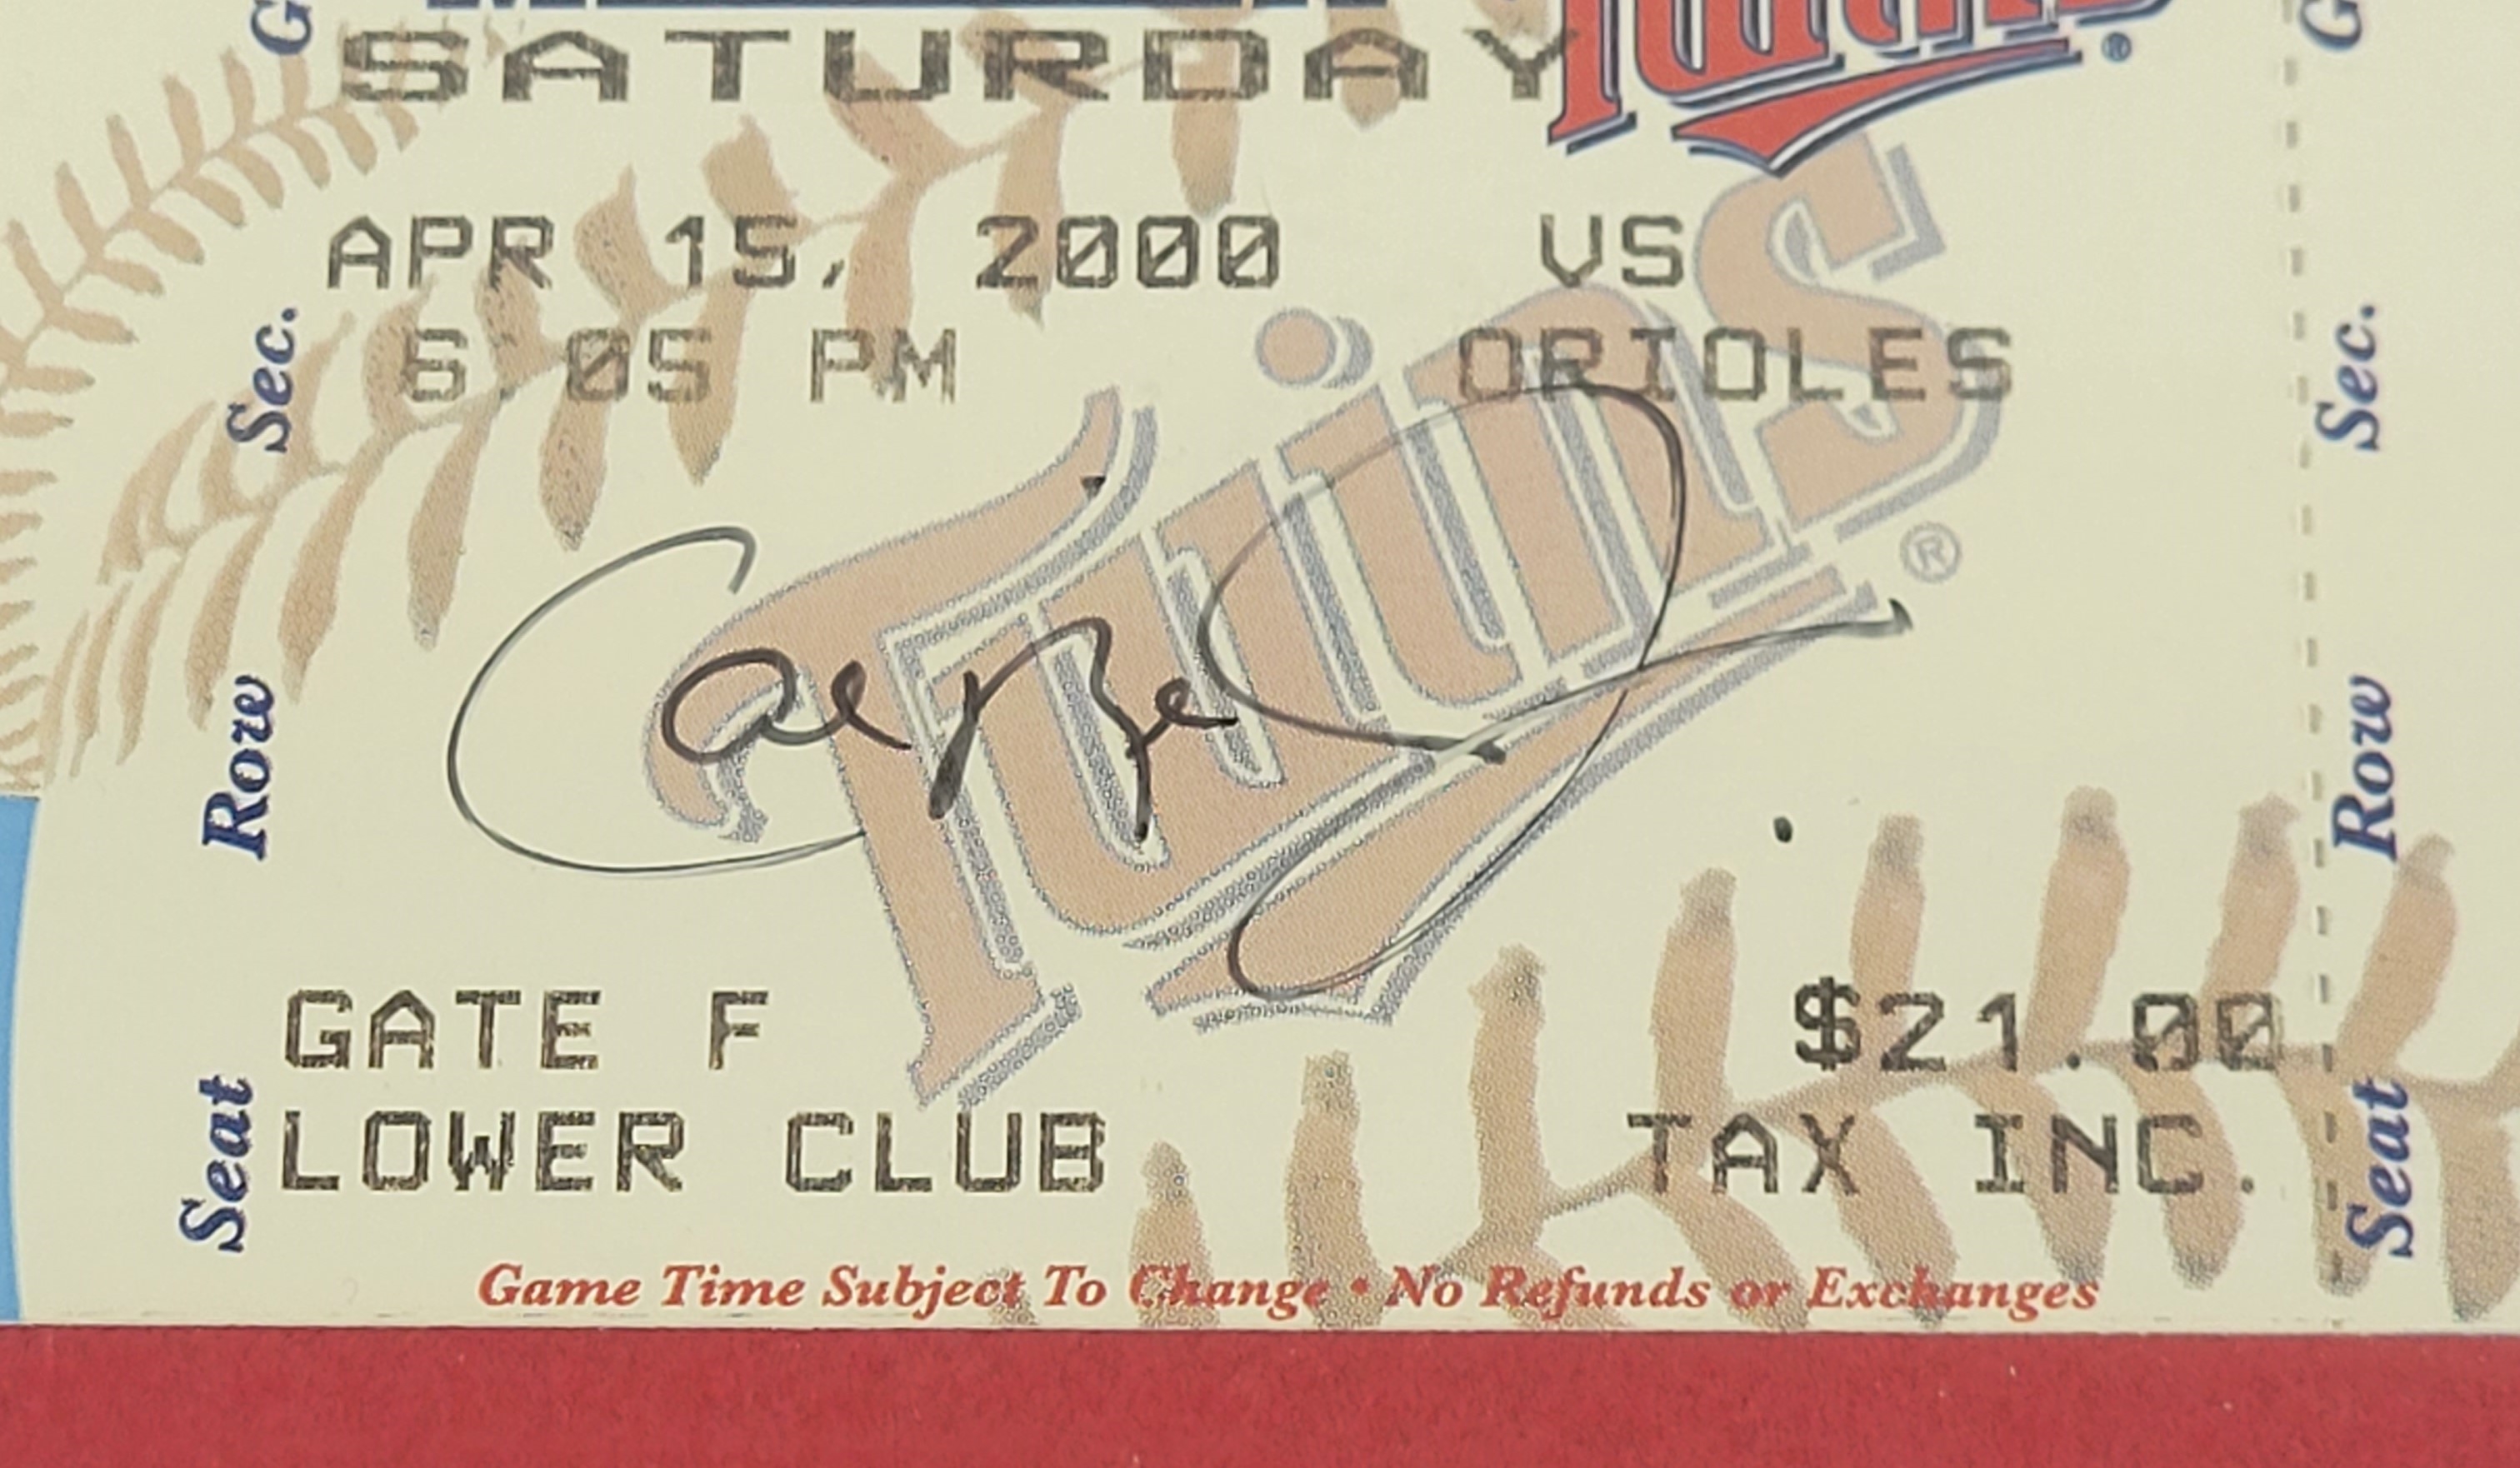 SATURDAY
Twins
APR 15, 2000 VS
6:05 PM ORIOLES
Sec.
Sec.
Twins
Row
Row
GATE F $21.00
LOWER CLUB TAX INC.
Seat
Seat
Game Time Subject To Change • No Refunds or Exchanges